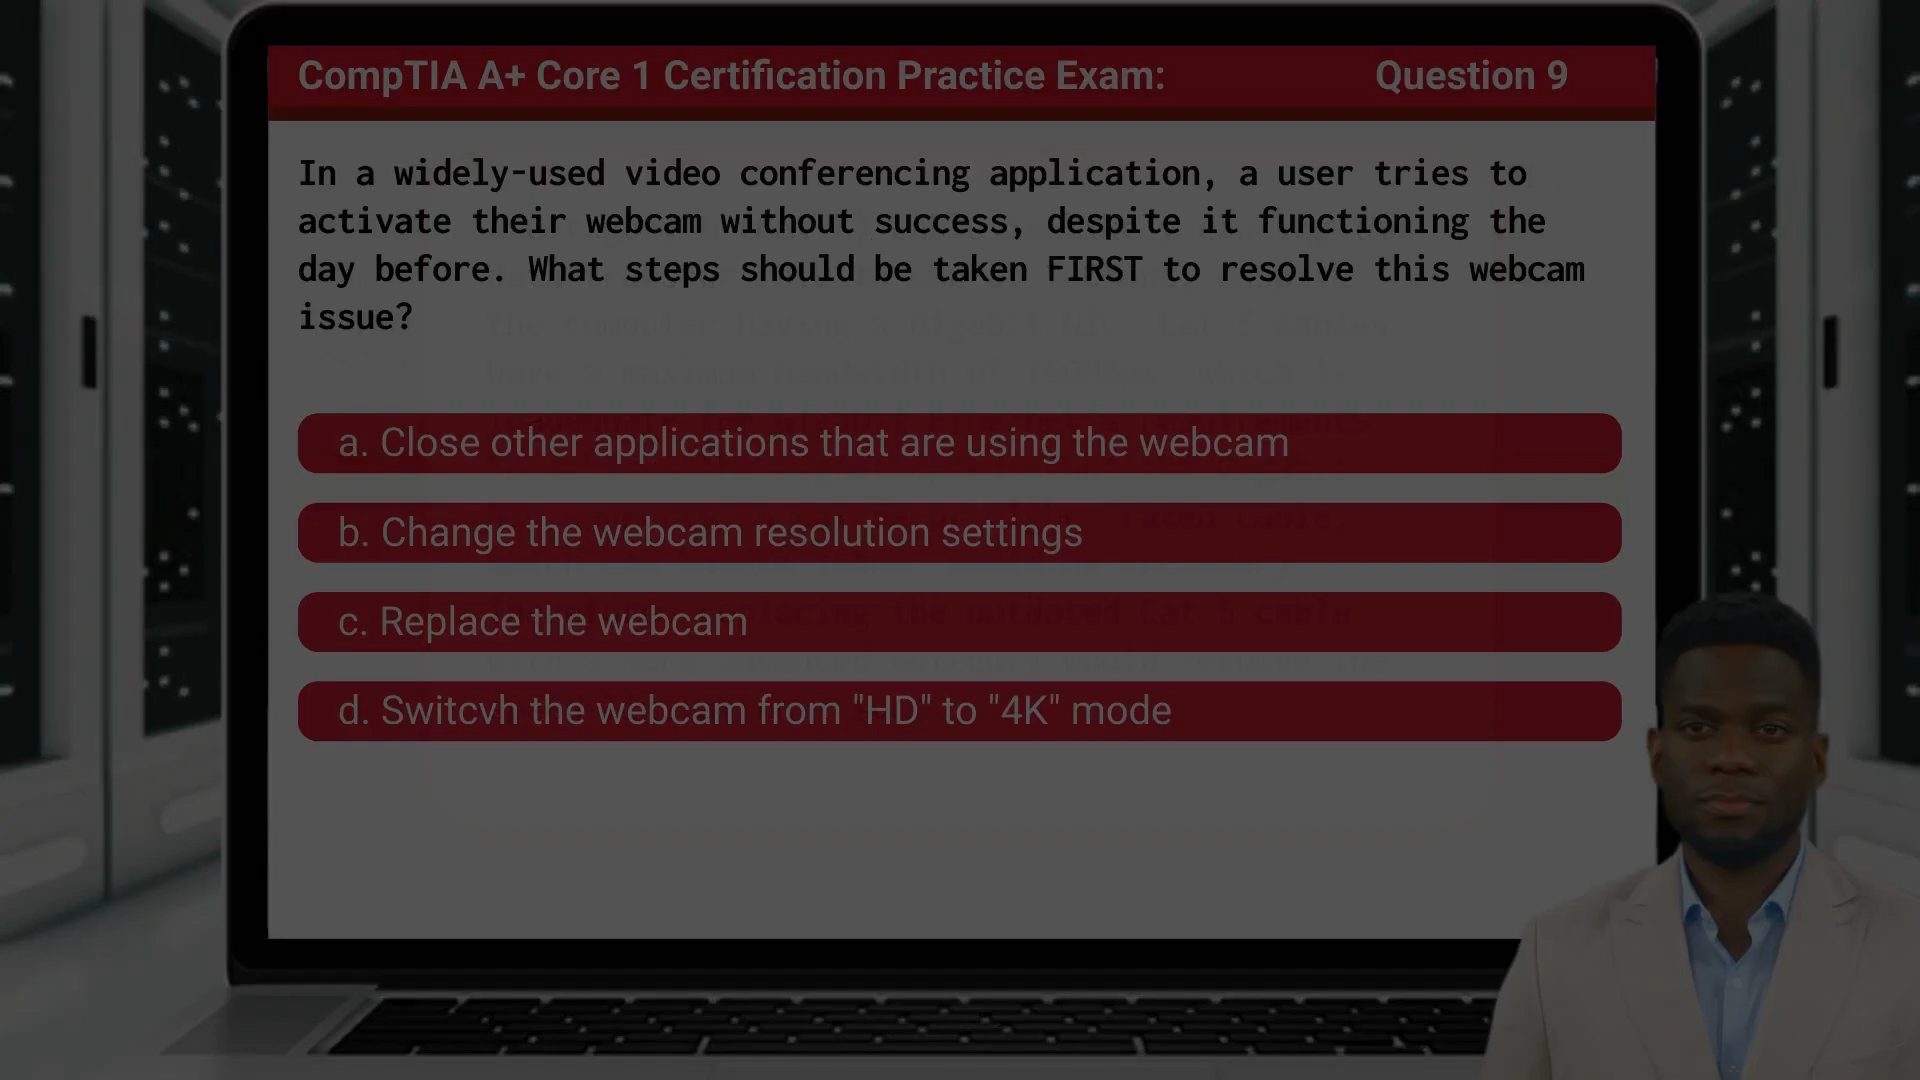 CompTIA A+ Core 1 Certification Practice Exam: Question 9
In a widely-used video conferencing application, a user tries to
activate their webcam without success, despite it functioning the
day before. What steps should be taken FIRST to resolve this webcam
issue?
a. Close other applications that are using the webcam
b. Change the webcam resolution settings
c. Replace the webcam
d. Switcvh the webcam from "HD" to "4K" mode